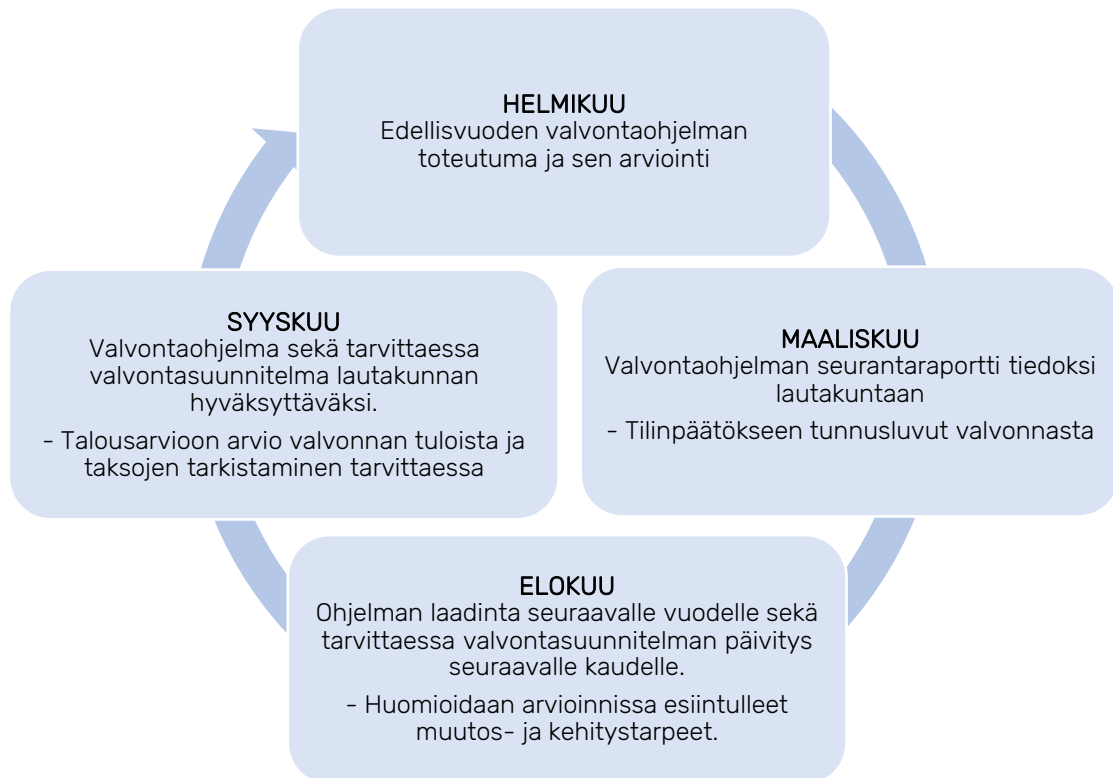 HELMIKUU
Edellisvuoden valvontaohjelman
toteutuma ja sen arviointi
MAALISKUU
Valvontaohjelman seurantaraportti tiedoksi
lautakuntaan
- Tilinpäätökseen tunnusluvut valvonnasta
ELOKUU
Ohjelman laadinta seuraavalle vuodelle sekä
tarvittaessa valvontasuunnitelman päivitys
seuraavalle kaudelle.
- Huomioidaan arvioinnissa esiintulleet
muutos- ja kehitystarpeet.
SYYSKUU
Valvontaohjelma sekä tarvittaessa
valvontasuunnitelma lautakunnan
hyväksyttäväksi.
- Talousarvioon arvio valvonnan tuloista ja
taksojen tarkistaminen tarvittaessa